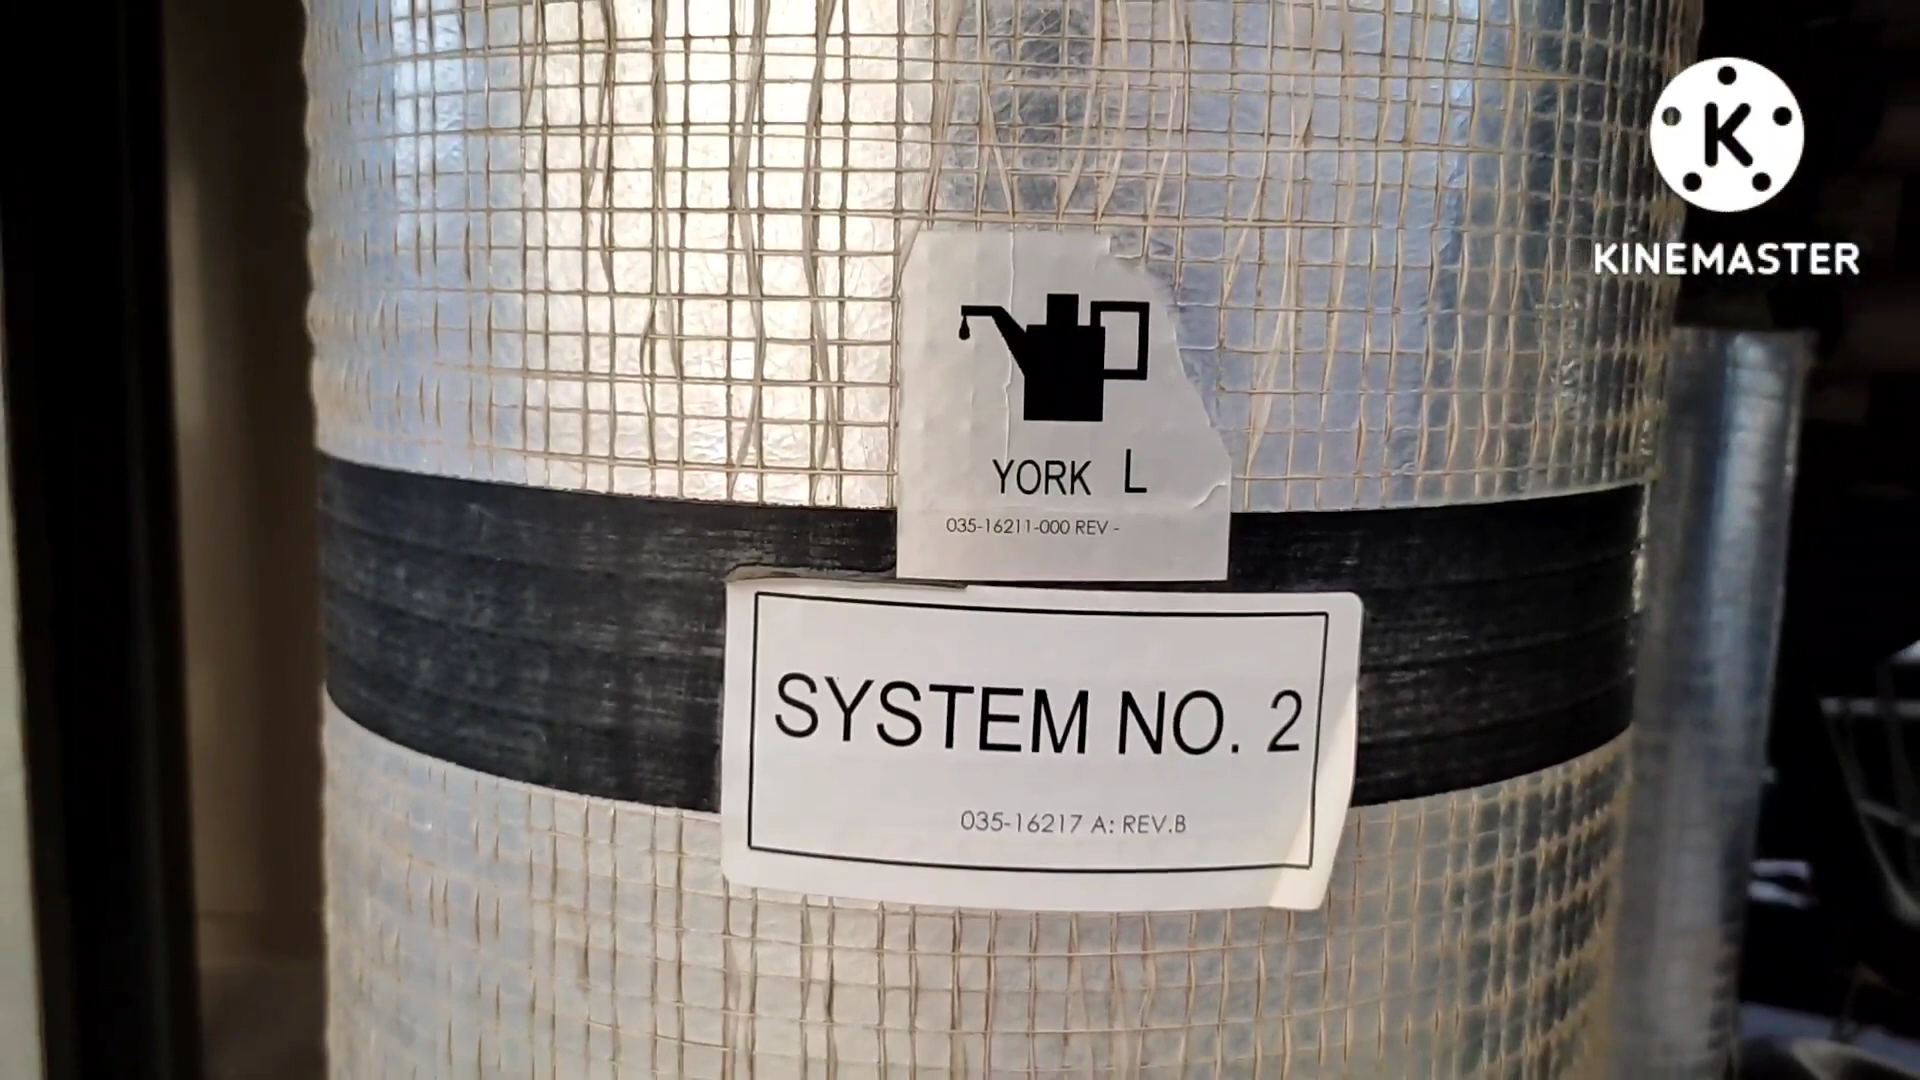 K
KINEMASTER
YORK L
035-16211-000 REV -
SYSTEM NO. 2
035-16217 A: REV.B